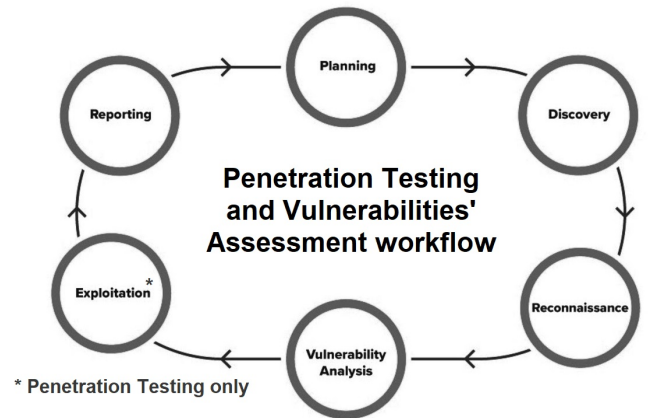 Planning
Reporting
Discovery
Penetration Testing
and Vulnerabilities'
Assessment workflow
Exploitation*
Reconnaissance
Vulnerability
Analysis
* Penetration Testing only